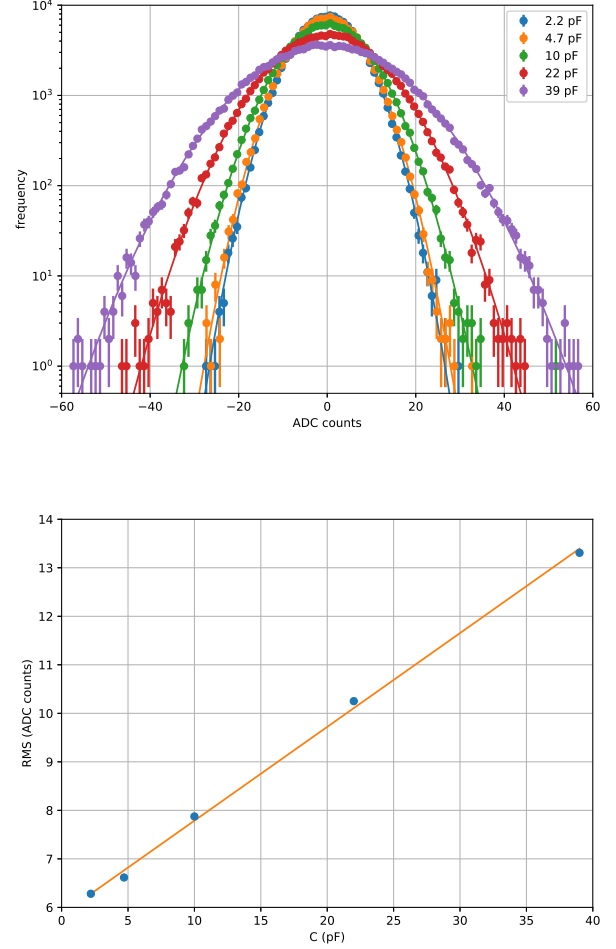 10⁴
10³
10²
10¹
10⁰
frequency
2.2 pF
4.7 pF
10 pF
22 pF
39 pF
−60 −40 −20 0 20 40 60
ADC counts
14
13
12
11
10
9
8
7
6
RMS (ADC counts)
0 5 10 15 20 25 30 35 40
C (pF)